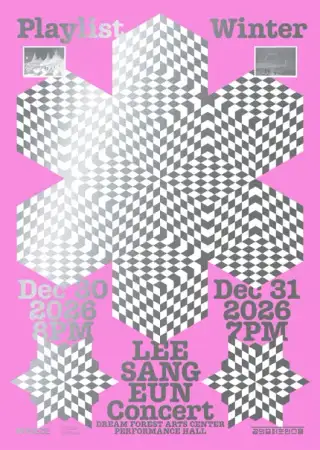 Playlist Winter
Dec 30
2026
8PM
Dec 31
2026
7PM
LEE
SANG
EUN
Concert
DREAM FOREST ARTS CENTER
PERFORMANCE HALL